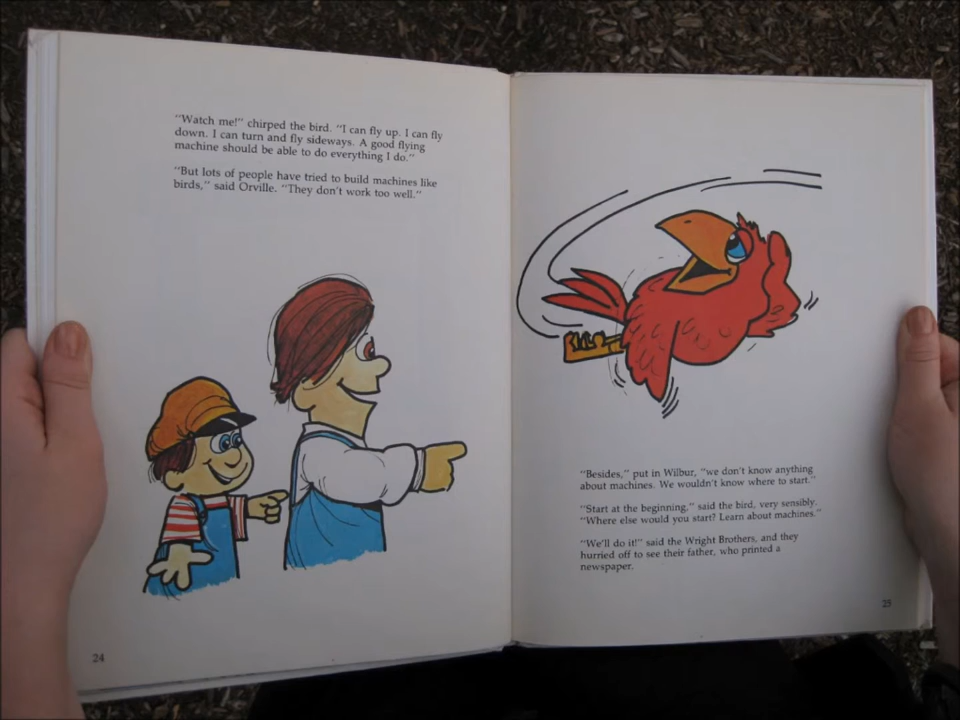 "Watch me!" chirped the bird. "I can fly up. I can fly
down. I can turn and fly sideways. A good flying
machine should be able to do everything I do."
"But lots of people have tried to build machines like
birds," said Orville. "They don't work too well."
24
"Besides," put in Wilbur, "we don't know anything
about machines. We wouldn't know where to start."
"Start at the beginning," said the bird, very sensibly.
"Where else would you start? Learn about machines."
"We'll do it!" said the Wright Brothers, and they
hurried off to see their father, who printed a
newspaper.
25